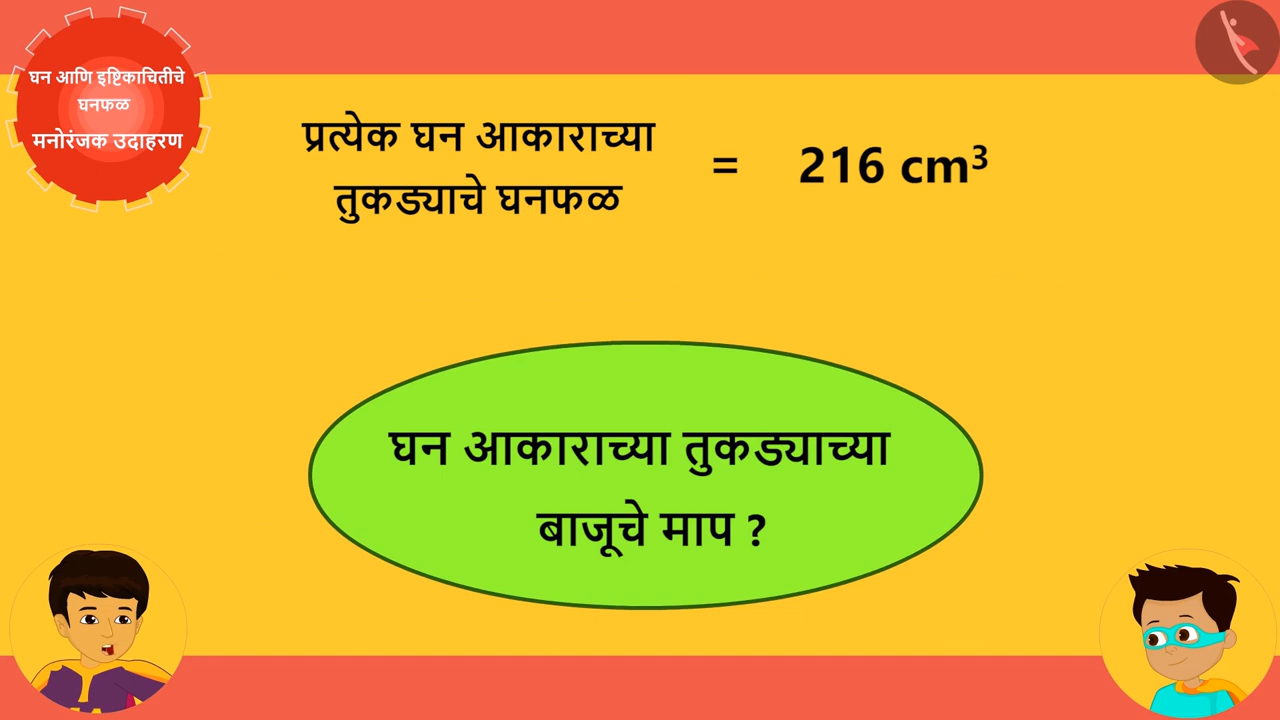 घन आणि इष्टिकाचितीचे
घनफळ
मनोरंजक उदाहरण
प्रत्येक घन आकाराच्या
तुकड्याचे घनफळ
= 216 cm³
घन आकाराच्या तुकड्याच्या
बाजूचे माप ?